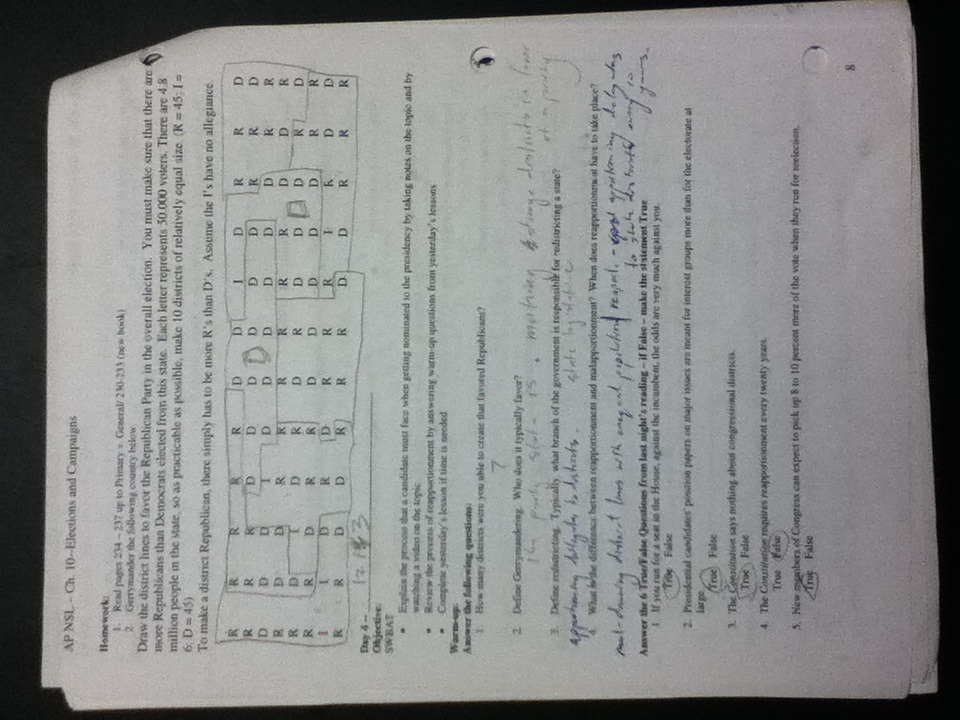 AP NSL – Ch. 10--Elections and Campaigns
Homework:
1. Read pages 234 – 237 up to Primary v. General/ 230-233 (new book)
2. Gerrymander the following country below
Draw the district lines to favor the Republican Party in the overall election. You must make sure that there are
more Republicans than Democrats elected from this state. Each letter represents 50,000 voters. There are 4.8
million people in the state, so as practicable as possible, make 10 districts of relatively equal size. (R = 45; I =
6; D = 45)
To make a district Republican, there simply has to be more R's than D's. Assume the I's have no allegiance.
R R R R R D D I D R R D
R R R D D D D D D R R R
D D D I D D D D D D R R
R D D R R R R R R D D R
R D I D R D R D D D R D
R R D R R D D D D D R R
I I D R D R R R I R D D
R R D D R R R D D R R R
Day 4 –
Objective:
SWBAT
• Explain the process that a candidate must face when getting nominated to the presidency by taking notes on the topic and by
watching a video on the topic
• Review the process of reapportionment by answering warm-up questions from yesterday's lessons
• Complete yesterday's lesson if time is needed
Warm-up:
Answer the following questions:
1. How many districts were you able to create that favored Republicans?
7
2. Define Gerrymandering. Who does it typically favor?
the party state is . making strange districts in favor
of a party
3. Define redistricting. Typically, what branch of the government is responsible for redistricting a state?
apportioning delegates to districts. state legislature
4. What is the difference between reapportionment and malapportionment? When does reapportionment have to take place?
mal-drawing district lines with unequal population reapport. - apportioning delegates
to state districts every 10
years.
Answer the 6 True/False Questions from last night's reading – if False – make the statement True
1. If you run for a seat in the House, against the incumbent, the odds are very much against you.
True False
2. Presidential candidates' position papers on major issues are meant for interest groups more than for the electorate at
large.
True False
3. The Constitution says nothing about congressional districts.
True False
4. The Constitution requires reapportionment every twenty years.
True False
5. New members of Congress can expect to pick up 8 to 10 percent more of the vote when they run for reelection.
True False
8